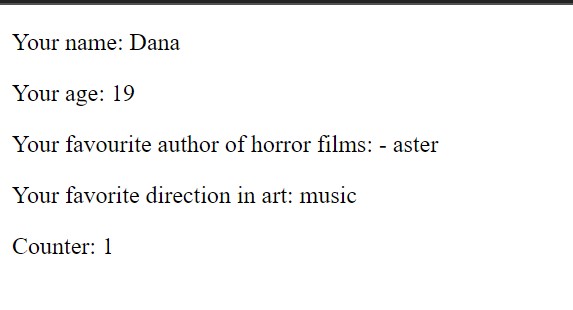 Your name: Dana
Your age: 19
Your favourite author of horror films: - aster
Your favorite direction in art: music
Counter: 1